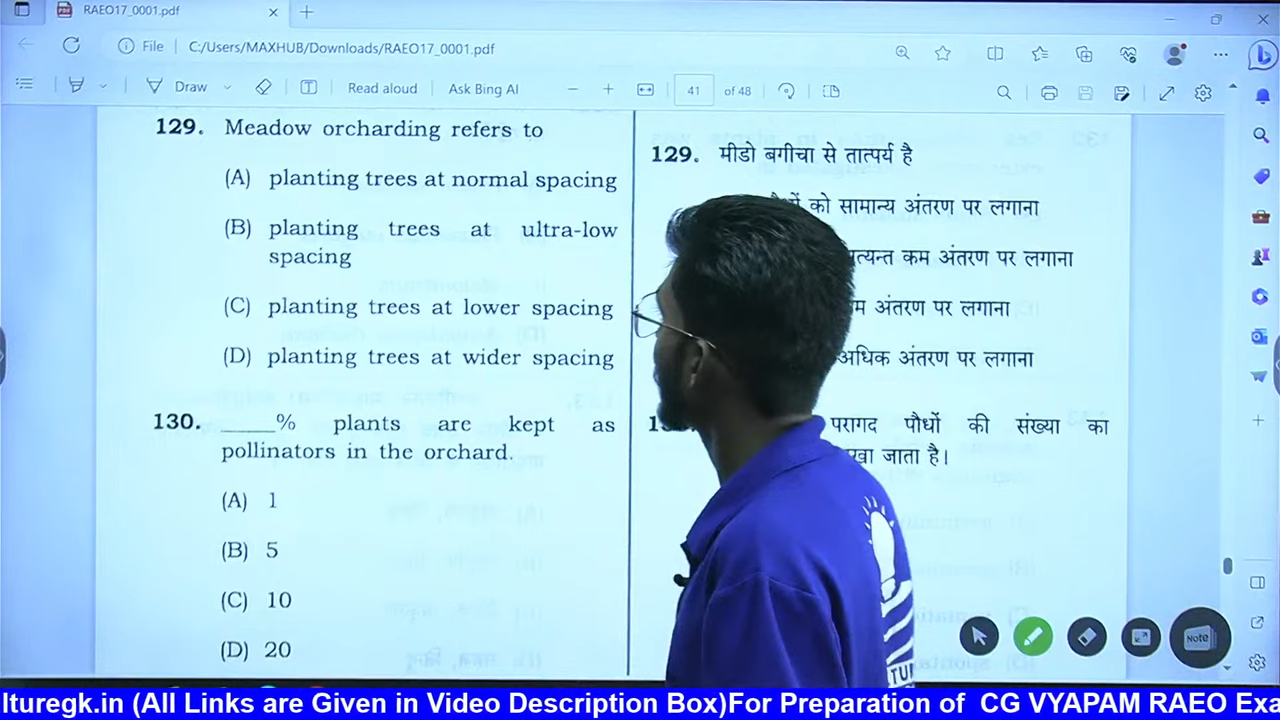 RAEO17_0001.pdf
File
C:/Users/MAXHUB/Downloads/RAEO17_0001.pdf
Draw
Read aloud
Ask Bing AI
41
of 48
129. Meadow orcharding refers to
(A) planting trees at normal spacing
(B) planting trees at ultra-low
spacing
(C) planting trees at lower spacing
(D) planting trees at wider spacing
130. _____% plants are kept as
pollinators in the orchard.
(A) 1
(B) 5
(C) 10
(D) 20
129. मीडो बगीचा से तात्पर्य है
को सामान्य अंतरण पर लगाना
कम अंतरण पर लगाना
अंतरण पर लगाना
अधिक अंतरण पर लगाना
परागद पौधों की संख्या का
जाता है।
Note
lturegk.in (All Links are Given in Video Description Box)For Preparation of CG VYAPAM RAEO Exa